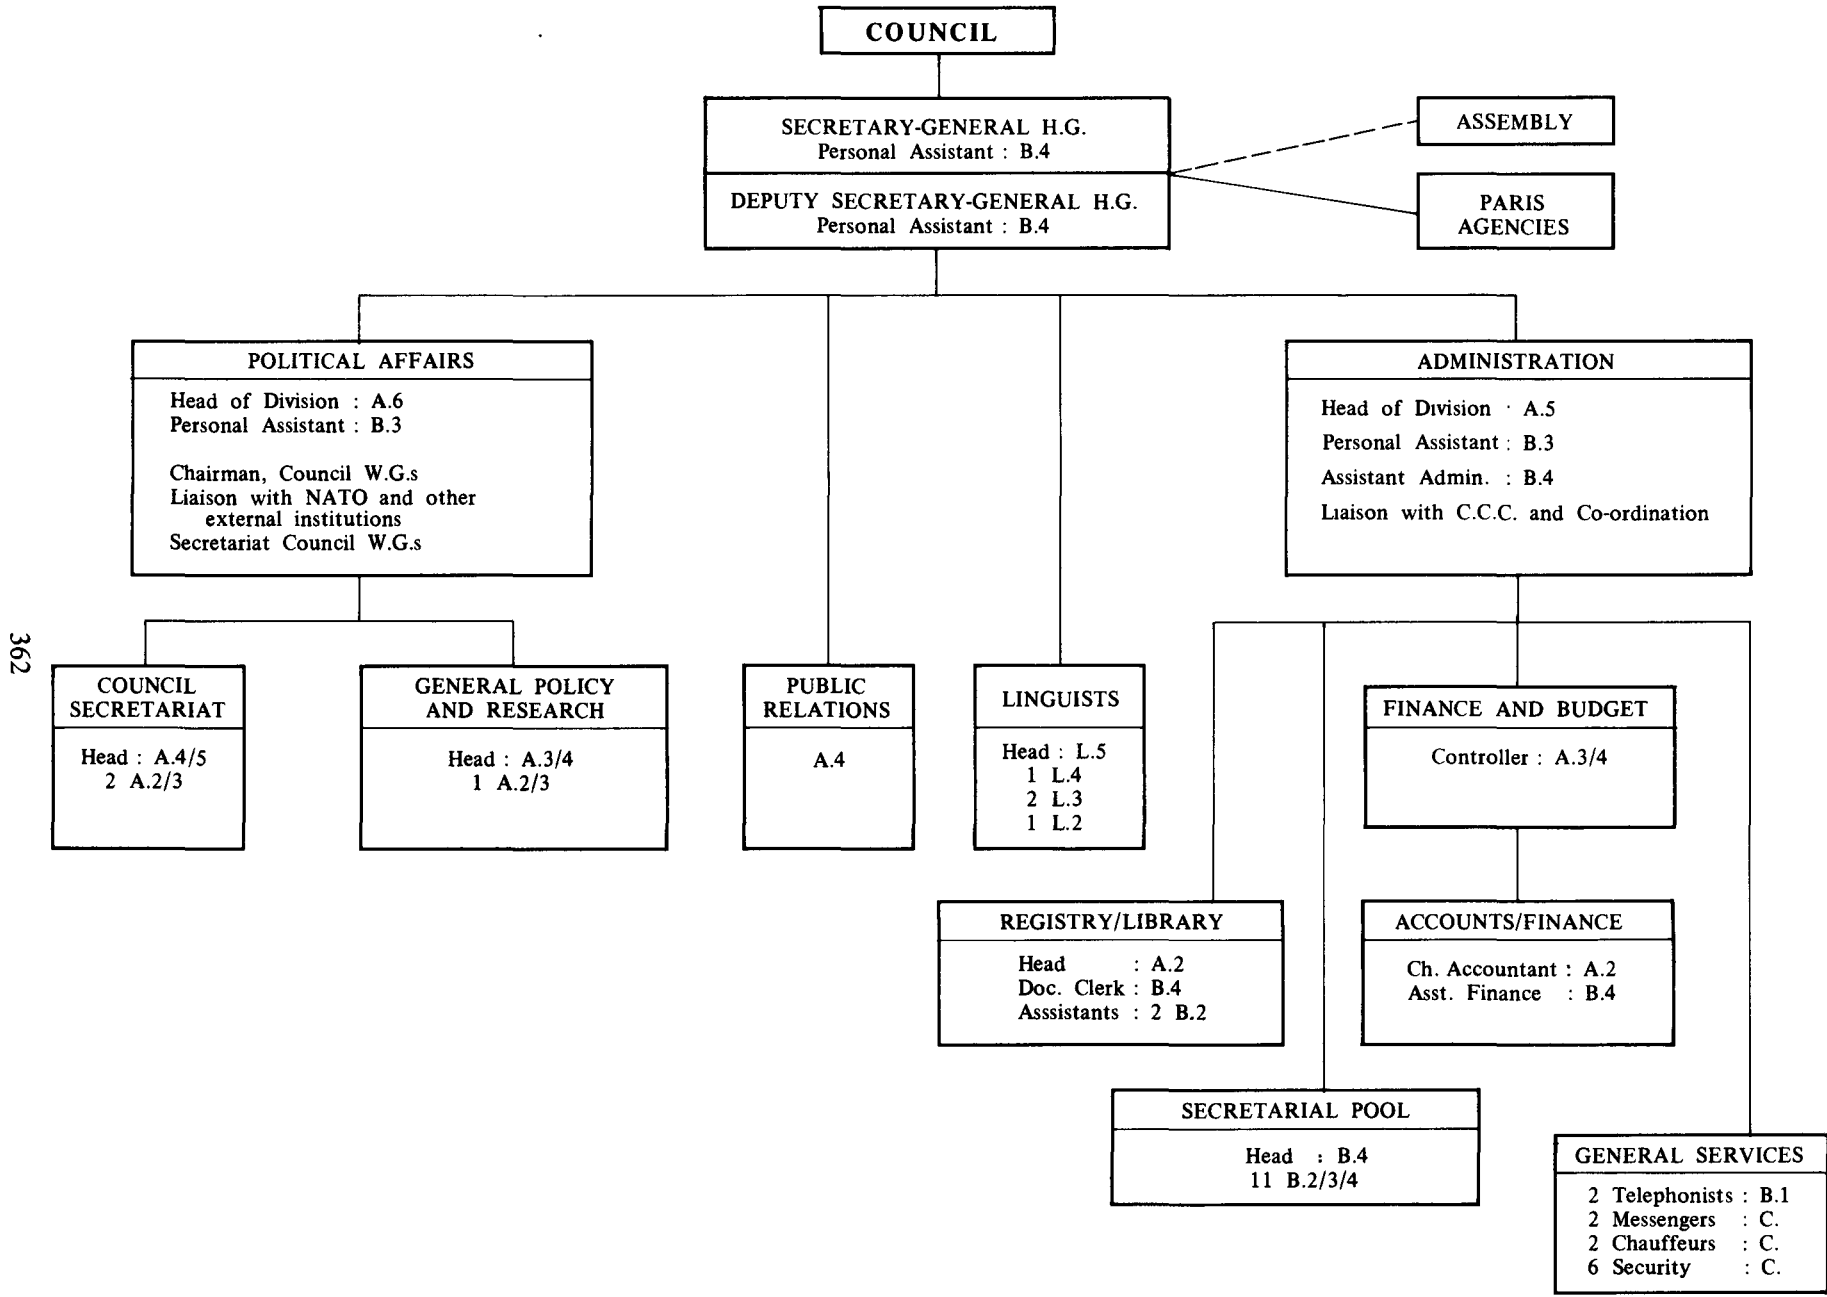 COUNCIL
SECRETARY-GENERAL H.G.
Personal Assistant : B.4
DEPUTY SECRETARY-GENERAL H.G.
Personal Assistant : B.4
ASSEMBLY
PARIS
AGENCIES
POLITICAL AFFAIRS
Head of Division : A.6
Personal Assistant : B.3
Chairman, Council W.G.s
Liaison with NATO and other
external institutions
Secretariat Council W.G.s
ADMINISTRATION
Head of Division : A.5
Personal Assistant : B.3
Assistant Admin. : B.4
Liaison with C.C.C. and Co-ordination
362
COUNCIL
SECRETARIAT
Head : A.4/5
2 A.2/3
GENERAL POLICY
AND RESEARCH
Head : A.3/4
1 A.2/3
PUBLIC
RELATIONS
A.4
LINGUISTS
Head : L.5
1 L.4
2 L.3
1 L.2
FINANCE AND BUDGET
Controller : A.3/4
REGISTRY/LIBRARY
Head : A.2
Doc. Clerk : B.4
Asssistants : 2 B.2
ACCOUNTS/FINANCE
Ch. Accountant : A.2
Asst. Finance : B.4
SECRETARIAL POOL
Head : B.4
11 B.2/3/4
GENERAL SERVICES
2 Telephonists : B.1
2 Messengers : C.
2 Chauffeurs : C.
6 Security : C.